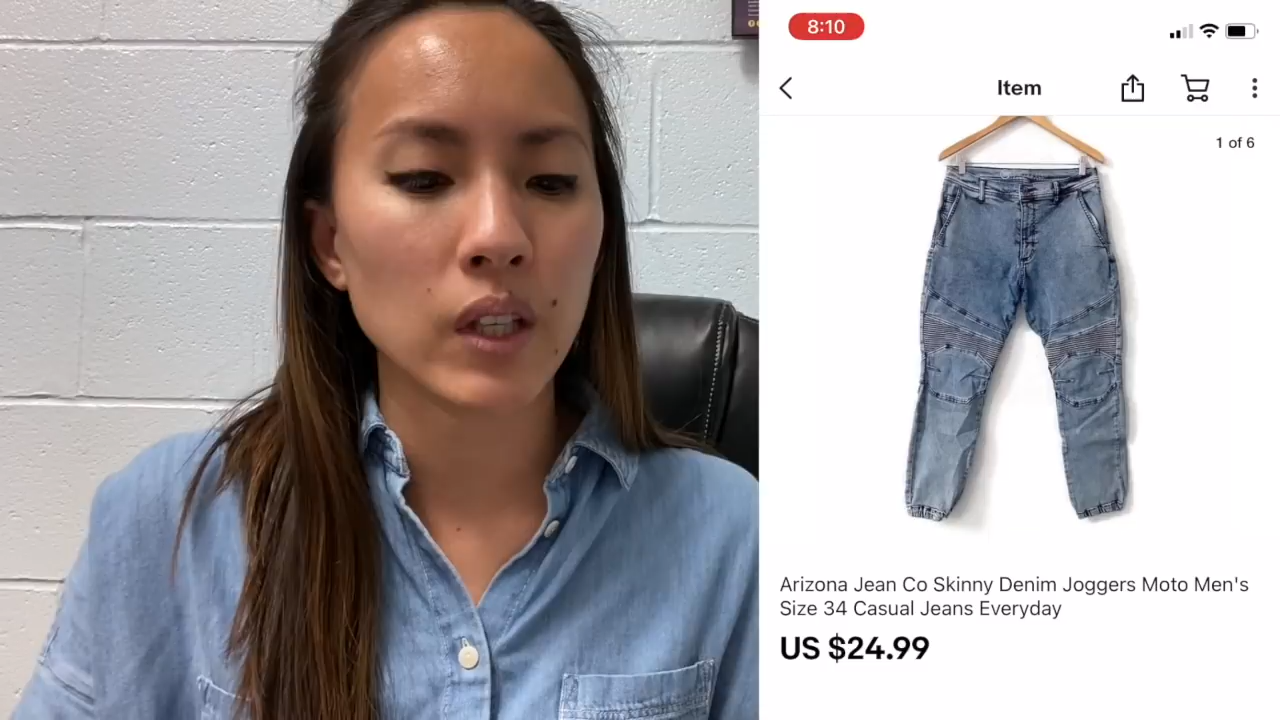 8:10
Item
1 of 6
Arizona Jean Co Skinny Denim Joggers Moto Men's
Size 34 Casual Jeans Everyday
US $24.99